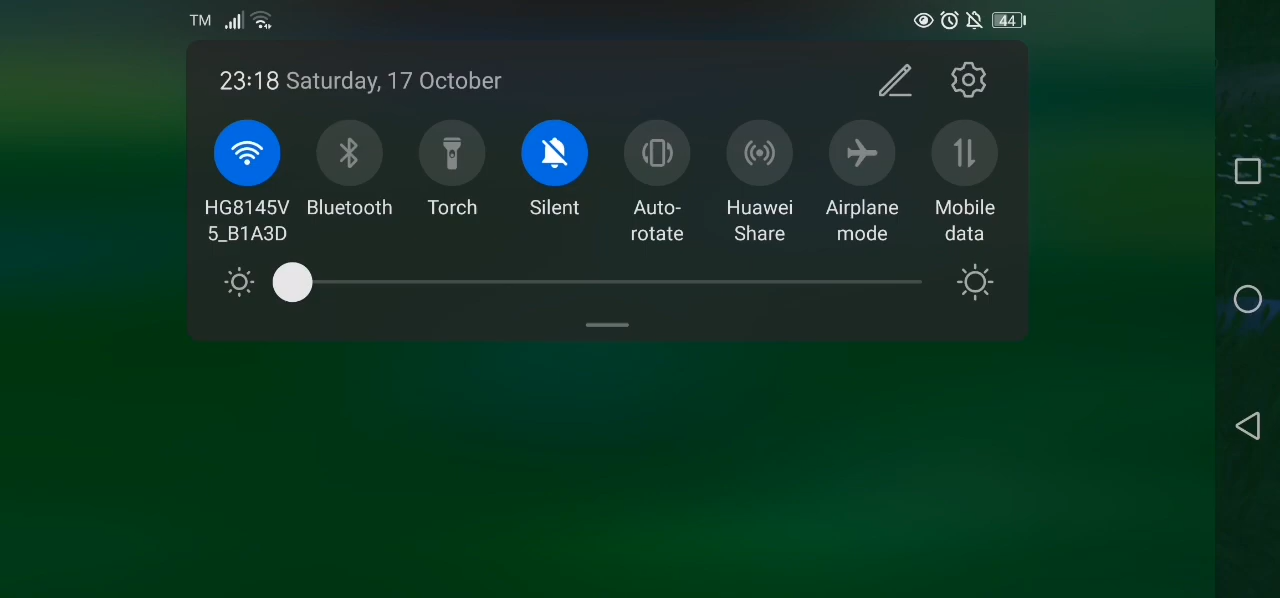 TM 44
23:18 Saturday, 17 October
HG8145V
5_B1A3D
Bluetooth
Torch
Silent
Auto-
rotate
Huawei
Share
Airplane
mode
Mobile
data